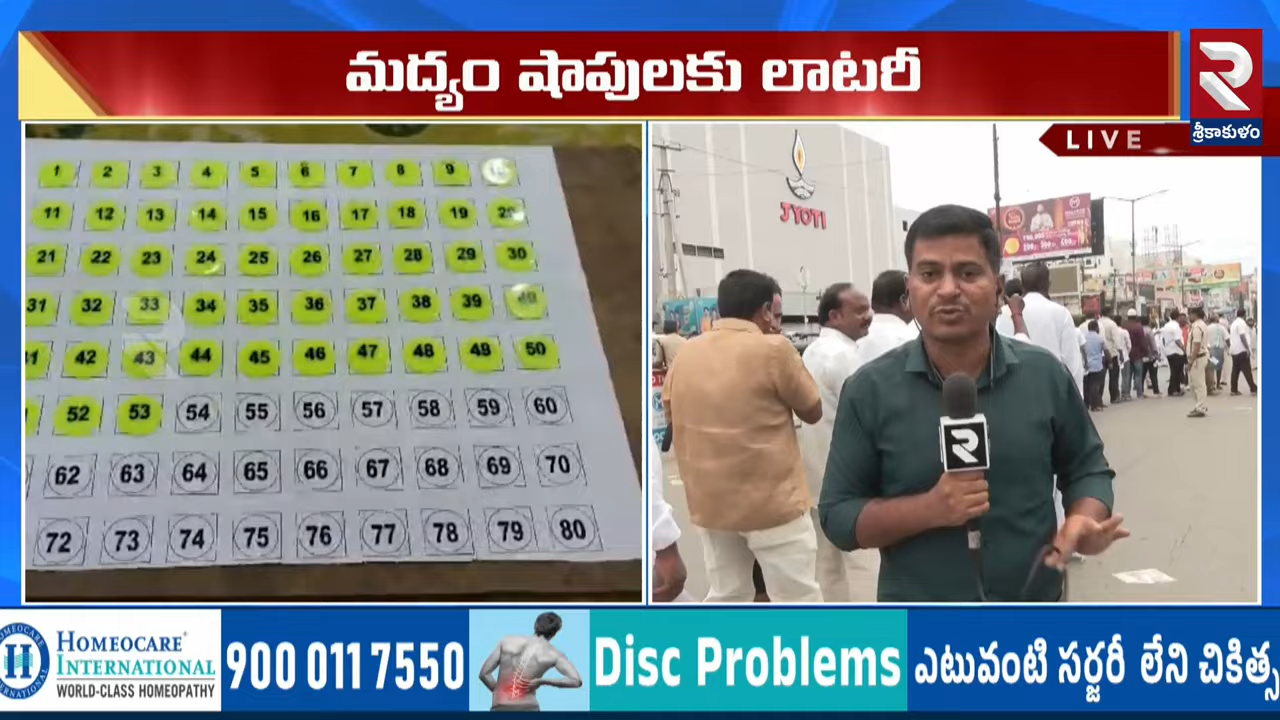 మద్యం షాపులకు లాటరీ
R
శ్రీకాకుళం
LIVE
1 2 3 4 5 6 7 8 9
11 12 13 14 15 16 17 18 19 20
21 22 23 24 25 26 27 28 29 30
31 32 33 34 35 36 37 38 39 40
42 43 44 45 46 47 48 49 50
52 53 54 55 56 57 58 59 60
62 63 64 65 66 67 68 69 70
72 73 74 75 76 77 78 79 80
JYOTI
R
HOMEOCARE
INTERNATIONAL
WORLD-CLASS HOMEOPATHY
900 011 7550
Disc Problems
ఎటువంటి సర్జరీ లేని చికిత్స